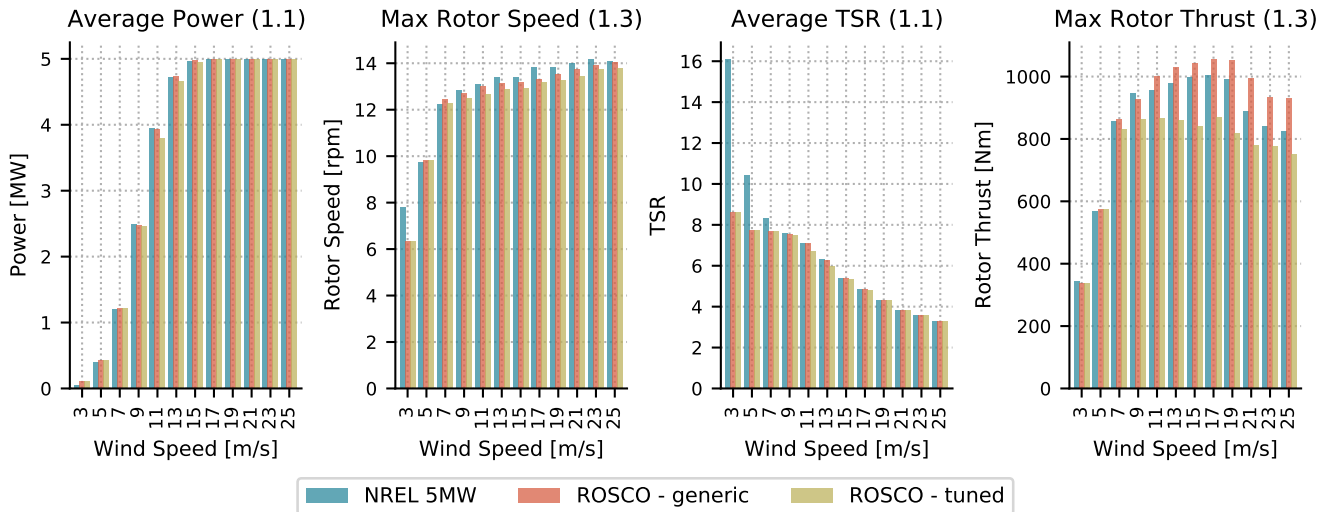 Average Power (1.1)
Power [MW]
5
4
3
2
1
0
3 5 7 9 11 13 15 17 19 21 23 25
Wind Speed [m/s]
Max Rotor Speed (1.3)
Rotor Speed [rpm]
14
12
10
8
6
4
2
0
3 5 7 9 11 13 15 17 19 21 23 25
Wind Speed [m/s]
Average TSR (1.1)
TSR
16
14
12
10
8
6
4
2
0
3 5 7 9 11 13 15 17 19 21 23 25
Wind Speed [m/s]
Max Rotor Thrust (1.3)
Rotor Thrust [Nm]
1000
800
600
400
200
0
3 5 7 9 11 13 15 17 19 21 23 25
Wind Speed [m/s]
NREL 5MW ROSCO - generic ROSCO - tuned